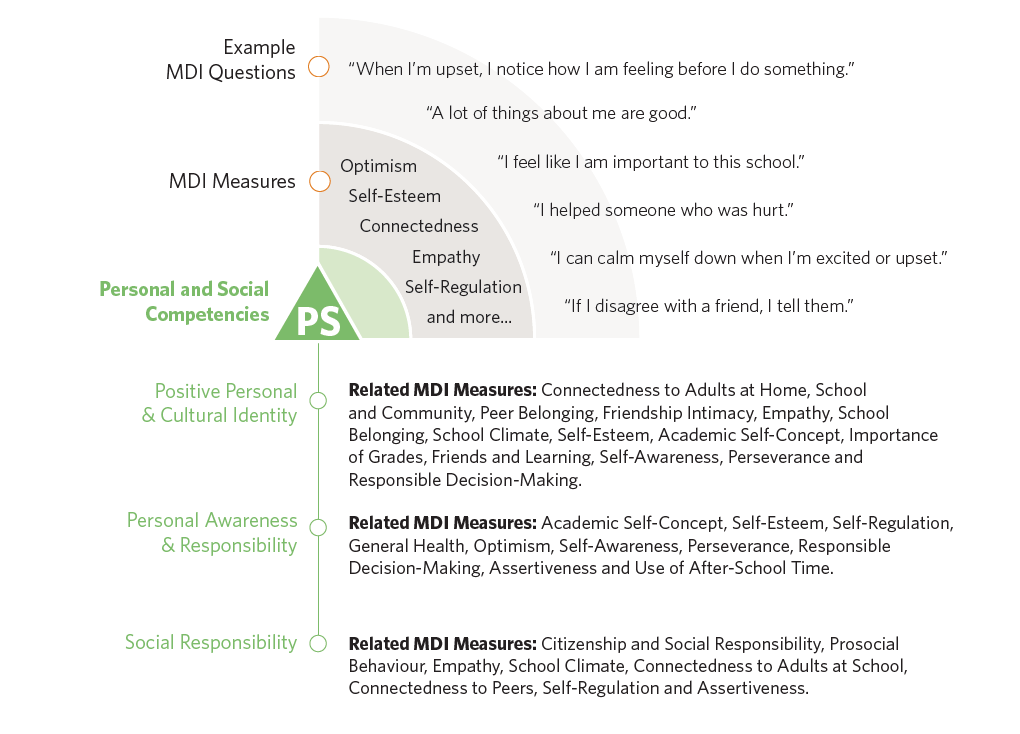 Example
MDI Questions
“When I’m upset, I notice how I am feeling before I do something.”
“A lot of things about me are good.”
“I feel like I am important to this school.”
“I helped someone who was hurt.”
“I can calm myself down when I’m excited or upset.”
“If I disagree with a friend, I tell them.”
MDI Measures
Optimism
Self-Esteem
Connectedness
Empathy
Self-Regulation
and more...
Personal and Social
Competencies
PS
Positive Personal
& Cultural Identity
Related MDI Measures: Connectedness to Adults at Home, School
and Community, Peer Belonging, Friendship Intimacy, Empathy, School
Belonging, School Climate, Self-Esteem, Academic Self-Concept, Importance
of Grades, Friends and Learning, Self-Awareness, Perseverance and
Responsible Decision-Making.
Personal Awareness
& Responsibility
Related MDI Measures: Academic Self-Concept, Self-Esteem, Self-Regulation,
General Health, Optimism, Self-Awareness, Perseverance, Responsible
Decision-Making, Assertiveness and Use of After-School Time.
Social Responsibility
Related MDI Measures: Citizenship and Social Responsibility, Prosocial
Behaviour, Empathy, School Climate, Connectedness to Adults at School,
Connectedness to Peers, Self-Regulation and Assertiveness.